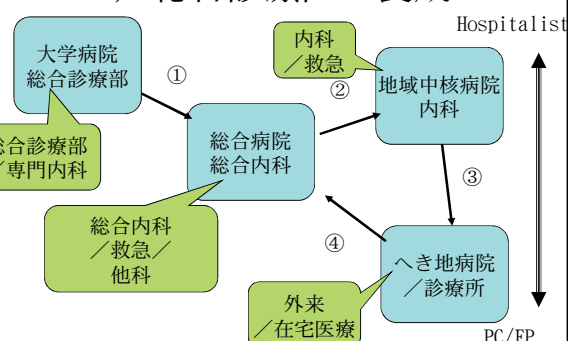 Hospitalist
大学病院
総合診療部
①
内科
／救急
②
地域中核病院
内科
総合診療部
／専門内科
総合病院
総合内科
③
総合内科
／救急／
他科
④
へき地病院
／診療所
外来
／在宅医療
PC/FP